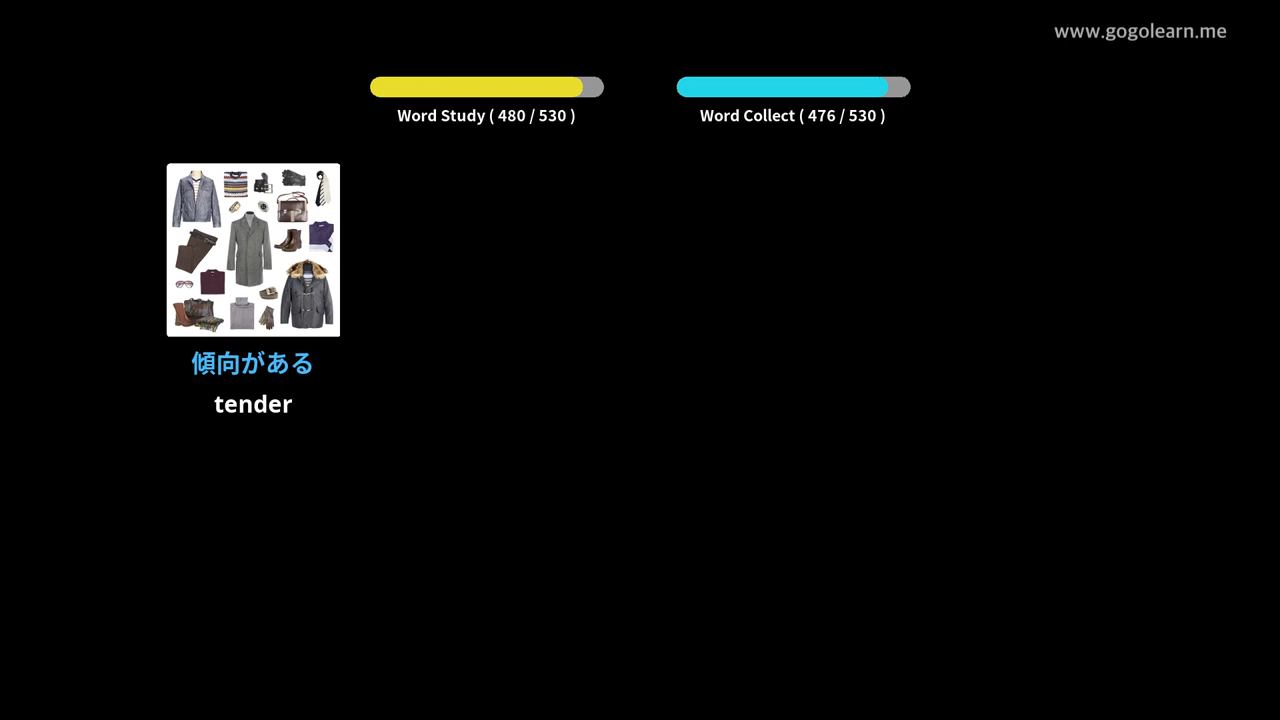 www.gogolearn.me
Word Study ( 480 / 530 )
Word Collect ( 476 / 530 )
傾向がある
tender